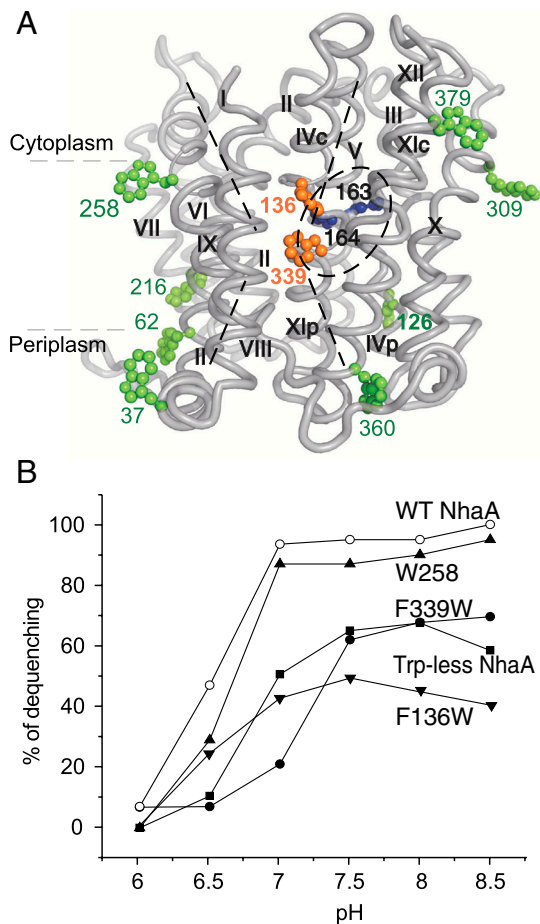 A
XII
I
II
379
III
Cytoplasm
IVc
V
XIc
136
163
309
258
VI
164
X
VII
IX
II
339
216
62
126
Periplasm
XIp
IVp
II
VIII
37
360
B
100
WT NhaA
80
W258
F339W
60
Trp-less NhaA
40
F136W
20
0
% of dequenching
6 6.5 7 7.5 8 8.5
pH